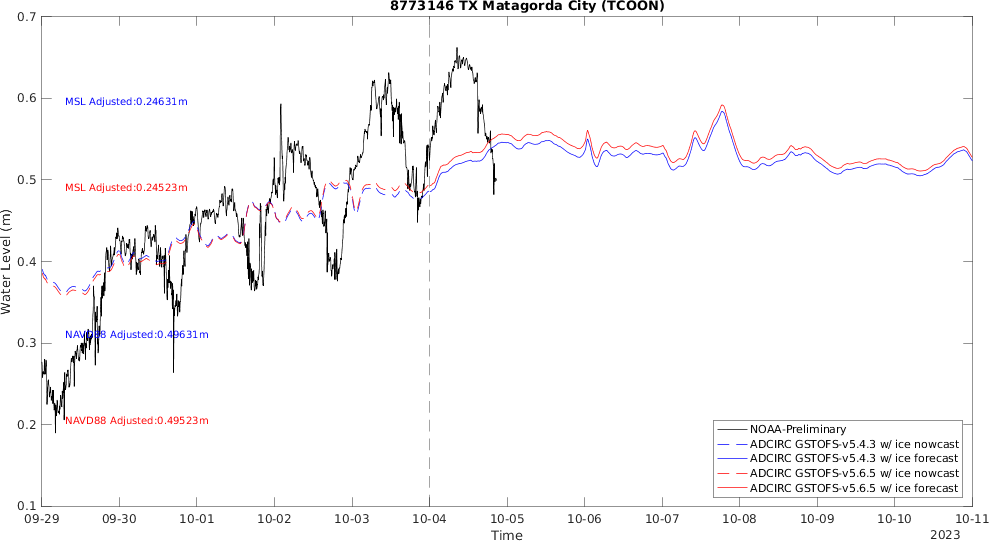 8773146 TX Matagorda City (TCOON)
Water Level (m)
0.7
0.6
0.5
0.4
0.3
0.2
0.1
MSL Adjusted:0.24631m
MSL Adjusted:0.24523m
NAVD88 Adjusted:0.49631m
NAVD88 Adjusted:0.49523m
NOAA-Preliminary
ADCIRC GSTOFS-v5.4.3 w/ ice nowcast
ADCIRC GSTOFS-v5.4.3 w/ ice forecast
ADCIRC GSTOFS-v5.6.5 w/ ice nowcast
ADCIRC GSTOFS-v5.6.5 w/ ice forecast
09-29 09-30 10-01 10-02 10-03 10-04 10-05 10-06 10-07 10-08 10-09 10-10 10-11
Time
2023